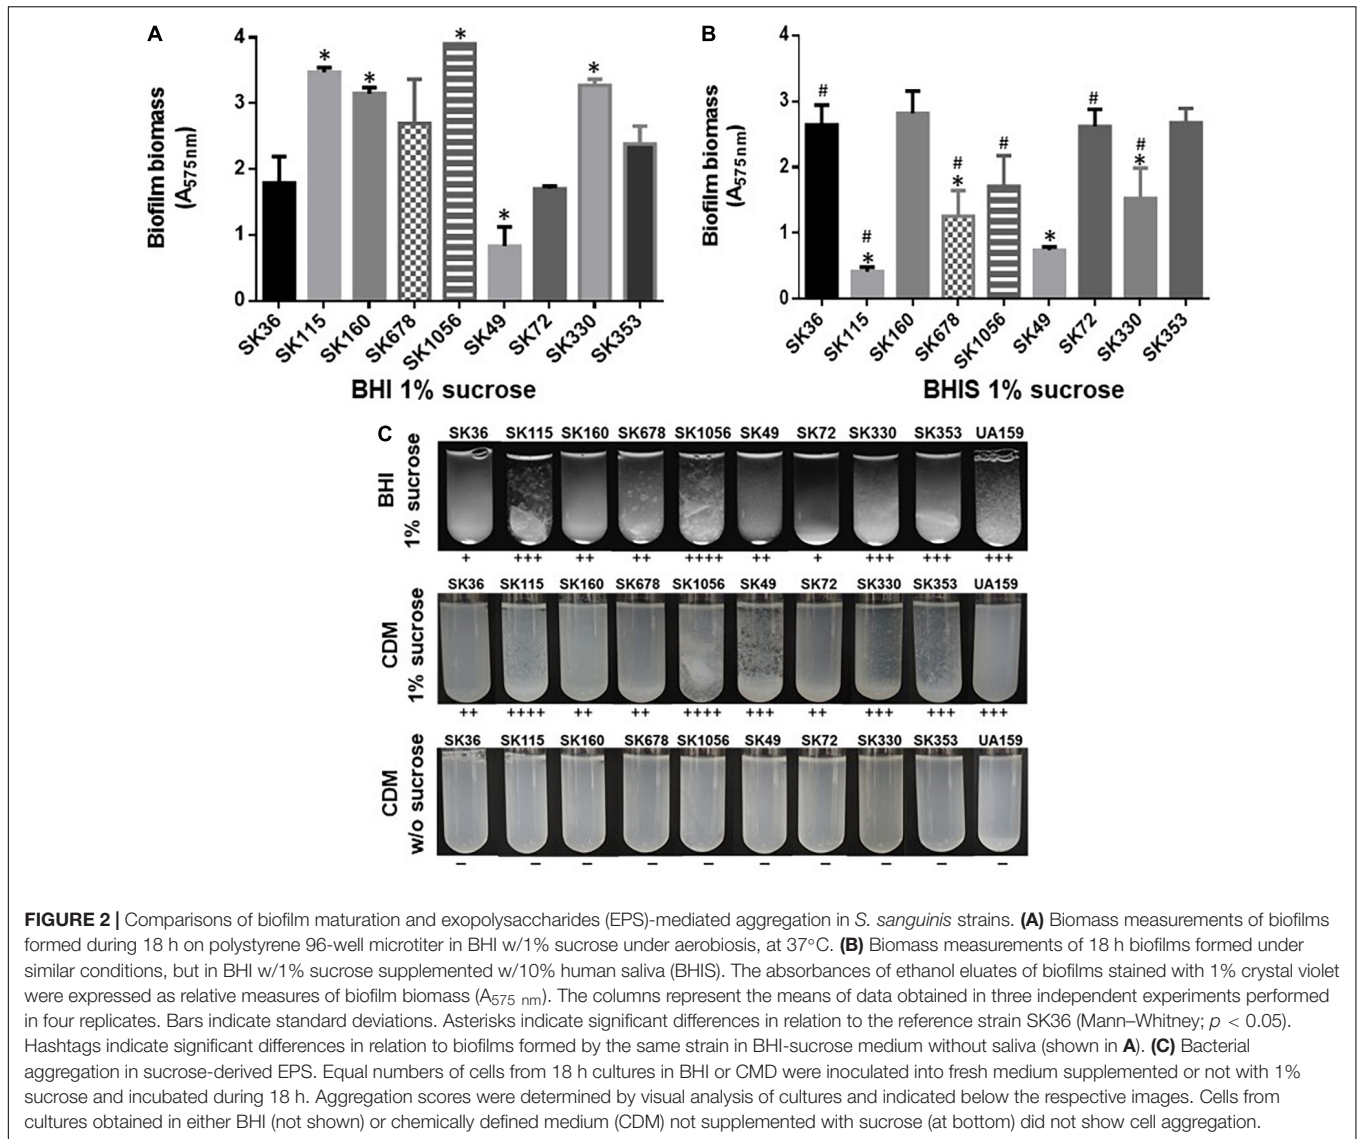 A
B
4
3
2
1
0
Biofilm biomass
(A575nm)
* * * * *
SK36 SK115 SK160 SK678 SK1056 SK49 SK72 SK330 SK353
BHI 1% sucrose
4
3
2
1
0
Biofilm biomass
(A575nm)
# # * # * # * # # *
SK36 SK115 SK160 SK678 SK1056 SK49 SK72 SK330 SK353
BHIS 1% sucrose
C
BHI
1% sucrose
SK36 SK115 SK160 SK678 SK1056 SK49 SK72 SK330 SK353 UA159
+ +++ ++ ++ ++++ ++ + +++ +++ +++
CDM
1% sucrose
SK36 SK115 SK160 SK678 SK1056 SK49 SK72 SK330 SK353 UA159
++ ++++ ++ ++ ++++ +++ ++ +++ +++ +++
CDM
w/o sucrose
SK36 SK115 SK160 SK678 SK1056 SK49 SK72 SK330 SK353 UA159
– – – – – – – – – –
FIGURE 2 | Comparisons of biofilm maturation and exopolysaccharides (EPS)-mediated aggregation in S. sanguinis strains. (A) Biomass measurements of biofilms
formed during 18 h on polystyrene 96-well microtiter in BHI w/1% sucrose under aerobiosis, at 37°C. (B) Biomass measurements of 18 h biofilms formed under
similar conditions, but in BHI w/1% sucrose supplemented w/10% human saliva (BHIS). The absorbances of ethanol eluates of biofilms stained with 1% crystal violet
were expressed as relative measures of biofilm biomass (A575 nm). The columns represent the means of data obtained in three independent experiments performed
in four replicates. Bars indicate standard deviations. Asterisks indicate significant differences in relation to the reference strain SK36 (Mann–Whitney; p < 0.05).
Hashtags indicate significant differences in relation to biofilms formed by the same strain in BHI-sucrose medium without saliva (shown in A). (C) Bacterial
aggregation in sucrose-derived EPS. Equal numbers of cells from 18 h cultures in BHI or CMD were inoculated into fresh medium supplemented or not with 1%
sucrose and incubated during 18 h. Aggregation scores were determined by visual analysis of cultures and indicated below the respective images. Cells from
cultures obtained in either BHI (not shown) or chemically defined medium (CDM) not supplemented with sucrose (at bottom) did not show cell aggregation.